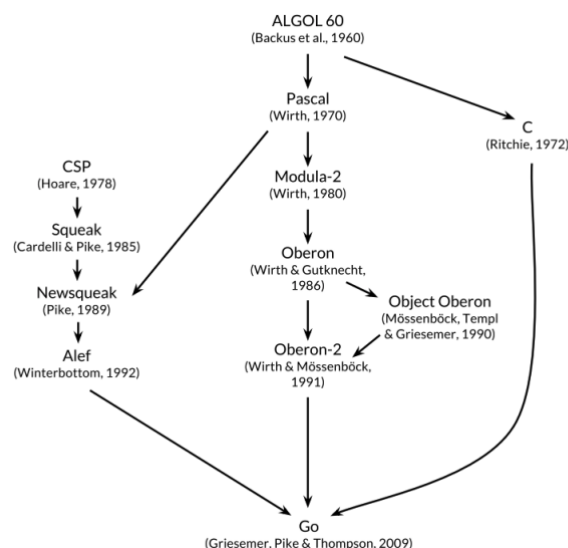 ALGOL 60
(Backus et al., 1960)
Pascal
(Wirth, 1970)
C
(Ritchie, 1972)
CSP
(Hoare, 1978)
Modula-2
(Wirth, 1980)
Squeak
(Cardelli & Pike, 1985)
Oberon
(Wirth & Gutknecht,
1986)
Newsqueak
(Pike, 1989)
Object Oberon
(Mössenböck, Templ
& Griesemer, 1990)
Alef
(Winterbottom, 1992)
Oberon-2
(Wirth & Mössenböck,
1991)
Go
(Griesemer, Pike & Thompson, 2009)